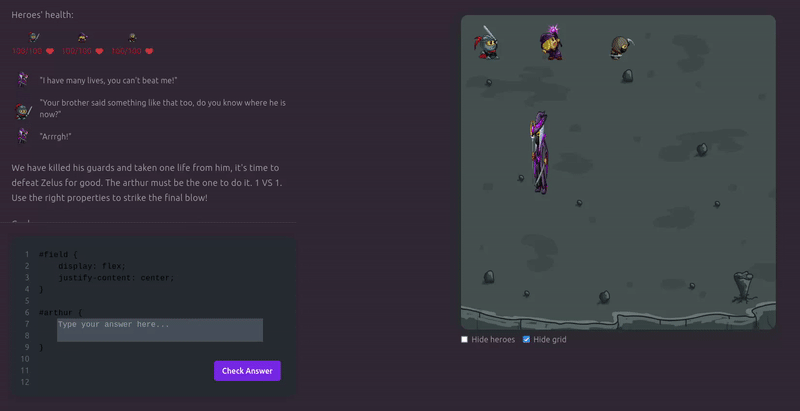 Heroes' health:
100/100 100/100 100/100
"I have many lives, you can't beat me!"
"Your brother said something like that too, do you know where he is
now?"
"Arrrgh!"
We have killed his guards and taken one life from him, it's time to
defeat Zelus for good. The arthur must be the one to do it. 1 VS 1.
Use the right properties to strike the final blow!
1 #field {
2 display: flex;
3 justify-content: center;
4 }
5
6 #arthur {
7 Type your answer here...
8
9 }
10
11
12
Check Answer
Hide heroes Hide grid